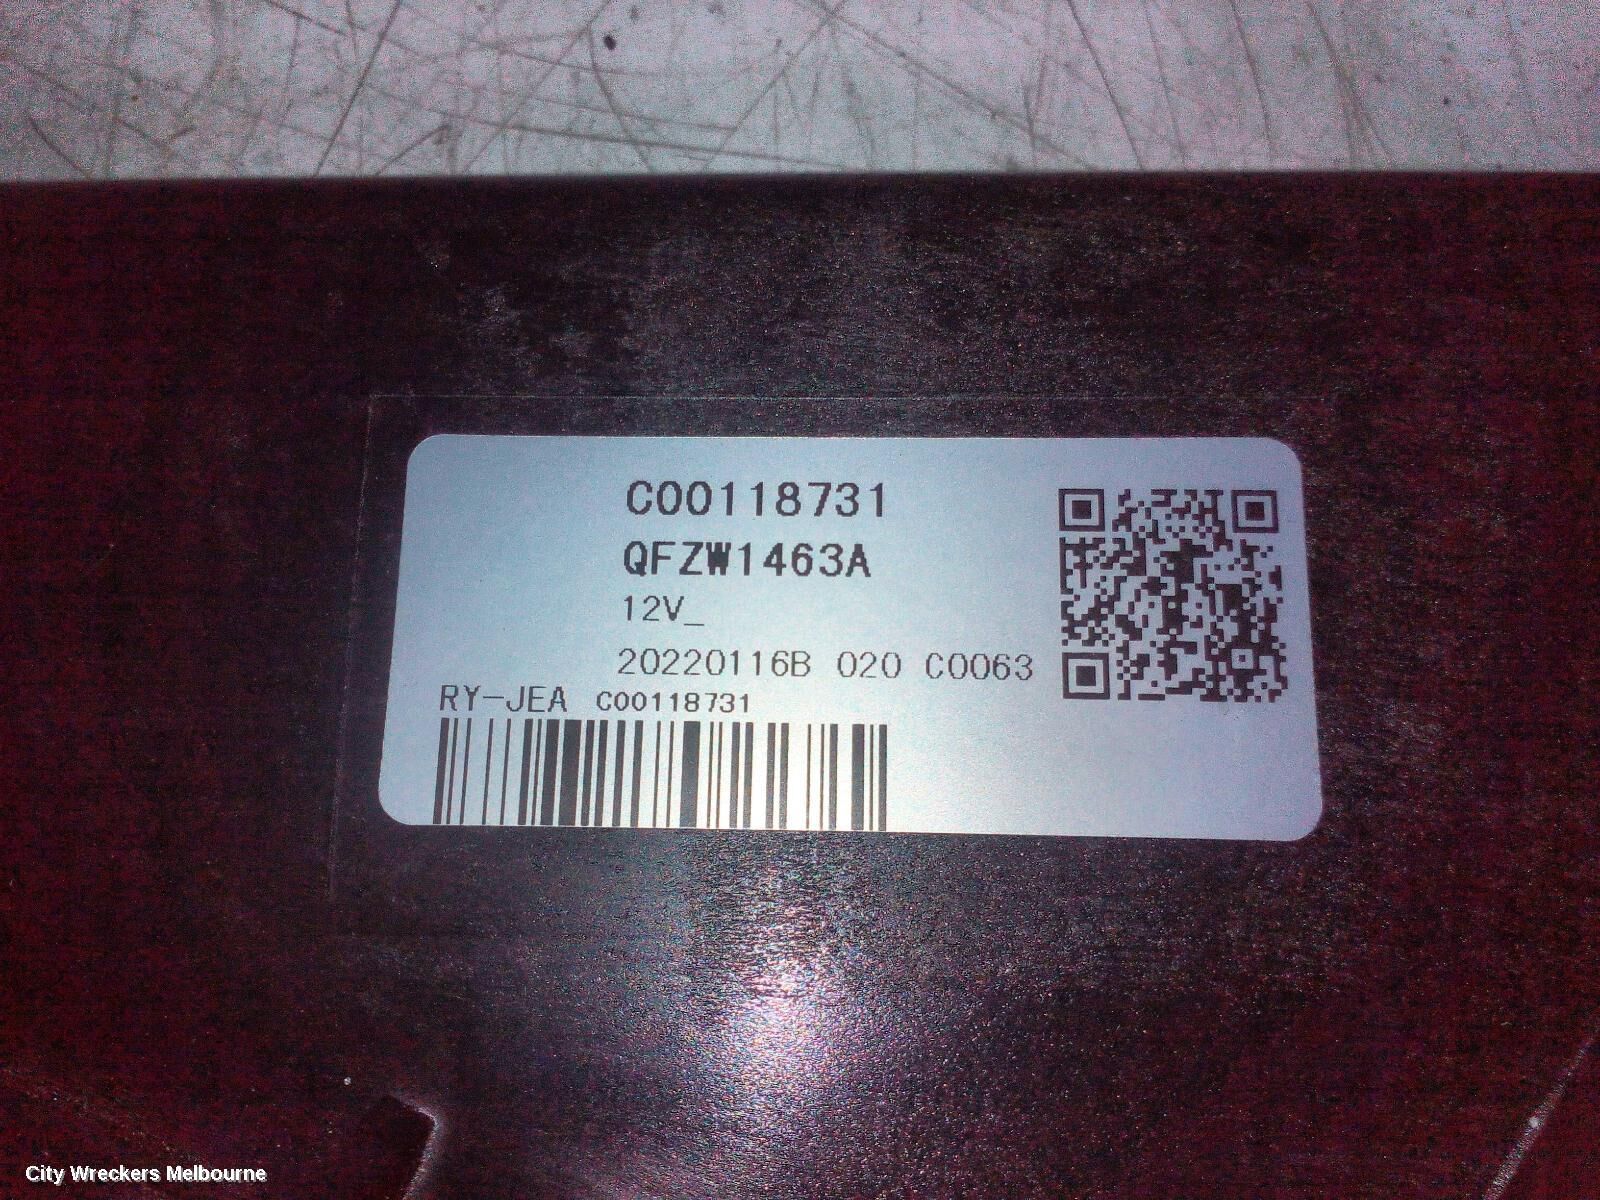 C00118731
QFZW1463A
12V_
20220116B 020 C0063
RY-JEA C00118731
City Wreckers Melbourne